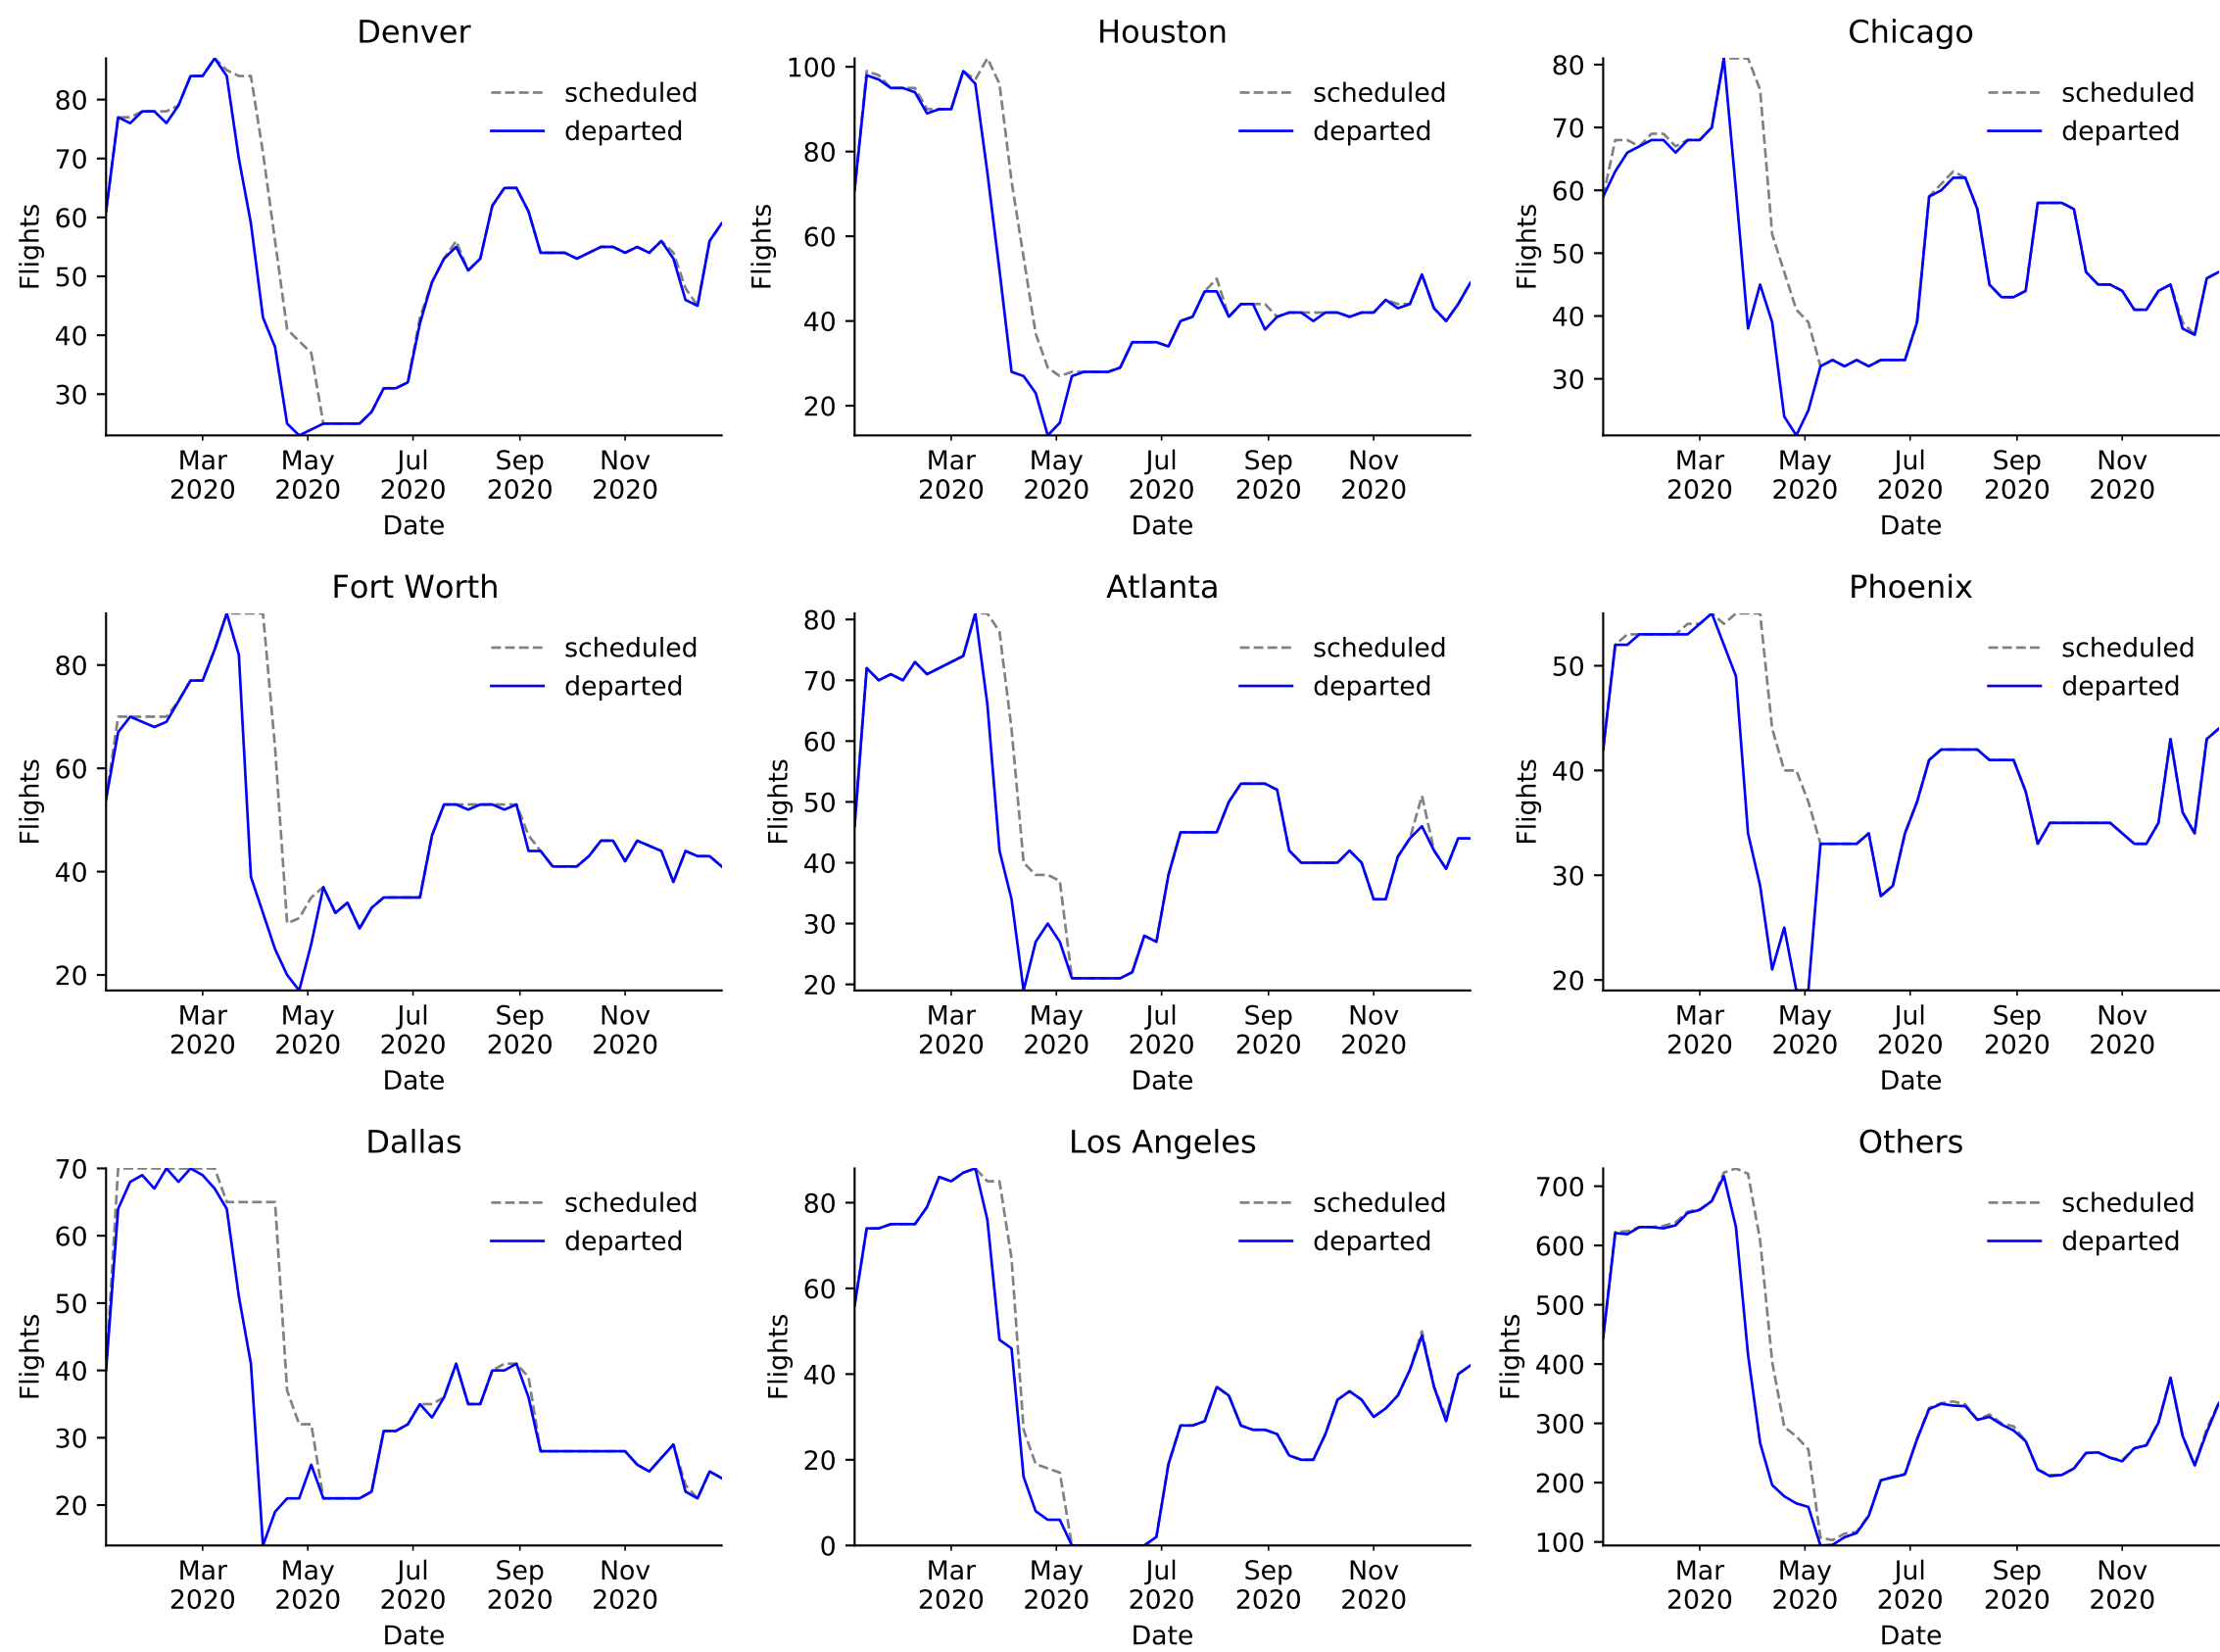 Denver
80
70
60
50
40
30
Flights
scheduled
departed
Mar
2020
May
2020
Jul
2020
Sep
2020
Nov
2020
Date
Houston
100
80
60
40
20
Flights
scheduled
departed
Mar
2020
May
2020
Jul
2020
Sep
2020
Nov
2020
Date
Chicago
80
70
60
50
40
30
Flights
scheduled
departed
Mar
2020
May
2020
Jul
2020
Sep
2020
Nov
2020
Date
Fort Worth
80
60
40
20
Flights
scheduled
departed
Mar
2020
May
2020
Jul
2020
Sep
2020
Nov
2020
Date
Atlanta
80
70
60
50
40
30
20
Flights
scheduled
departed
Mar
2020
May
2020
Jul
2020
Sep
2020
Nov
2020
Date
Phoenix
50
40
30
20
Flights
scheduled
departed
Mar
2020
May
2020
Jul
2020
Sep
2020
Nov
2020
Date
Dallas
70
60
50
40
30
20
Flights
scheduled
departed
Mar
2020
May
2020
Jul
2020
Sep
2020
Nov
2020
Date
Los Angeles
80
60
40
20
0
Flights
scheduled
departed
Mar
2020
May
2020
Jul
2020
Sep
2020
Nov
2020
Date
Others
700
600
500
400
300
200
100
Flights
scheduled
departed
Mar
2020
May
2020
Jul
2020
Sep
2020
Nov
2020
Date